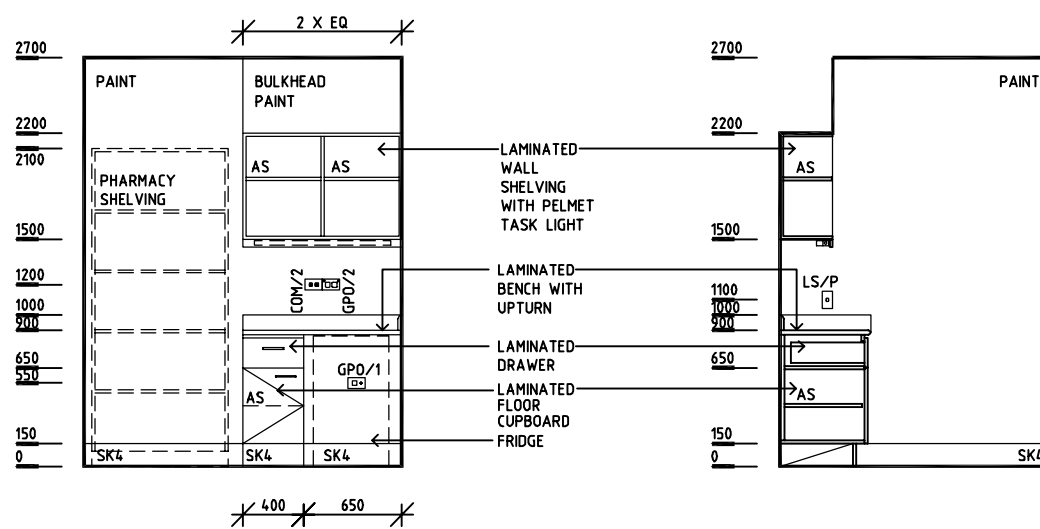 2 X EQ
2700
PAINT
BULKHEAD
PAINT
2200
2100
AS
AS
PHARMACY
SHELVING
1500
1200
1000
900
COM/2
GPO/2
650
550
GPO/1
AS
150
0
SK4
SK4
SK4
400
650
LAMINATED
WALL
SHELVING
WITH PELMET
TASK LIGHT
LAMINATED
BENCH WITH
UPTURN
LAMINATED
DRAWER
LAMINATED
FLOOR
CUPBOARD
FRIDGE
2700
PAINT
2200
AS
1500
LS/P
1100
1000
900
650
AS
150
0
SK4